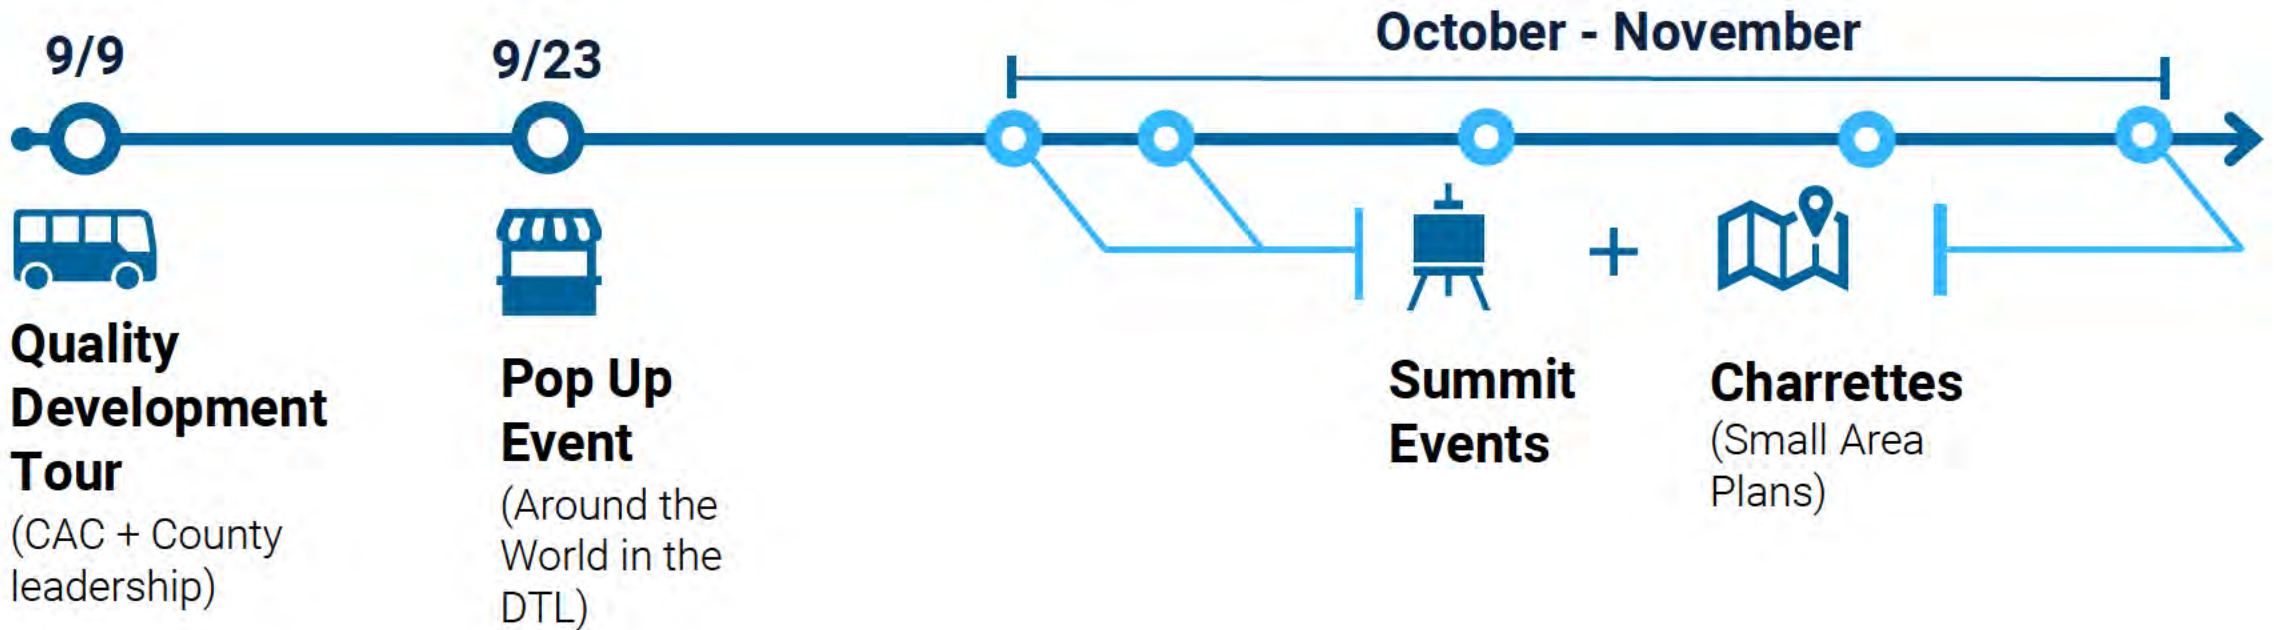 9/9
9/23
October - November
Quality
Development
Tour
(CAC + County
leadership)
Pop Up
Event
(Around the
World in the
DTL)
+
Summit
Events
Charrettes
(Small Area
Plans)